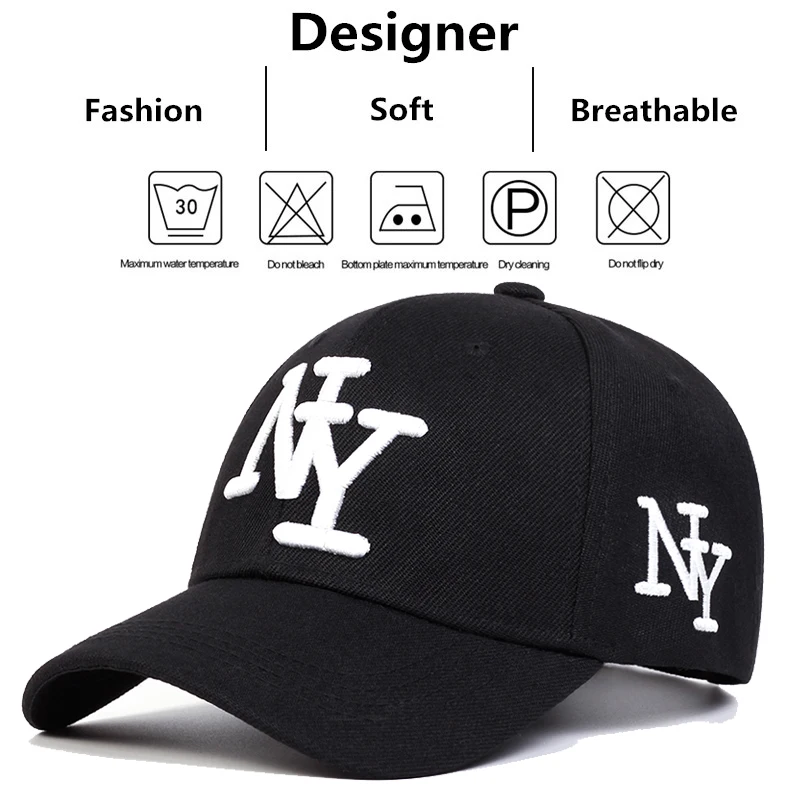 Designer
Fashion
Soft
Breathable
30
P
Maximum water temperature
Do not bleach
Bottom plate maximum temperature
Dry cleaning
Do not flip dry
NY
NY